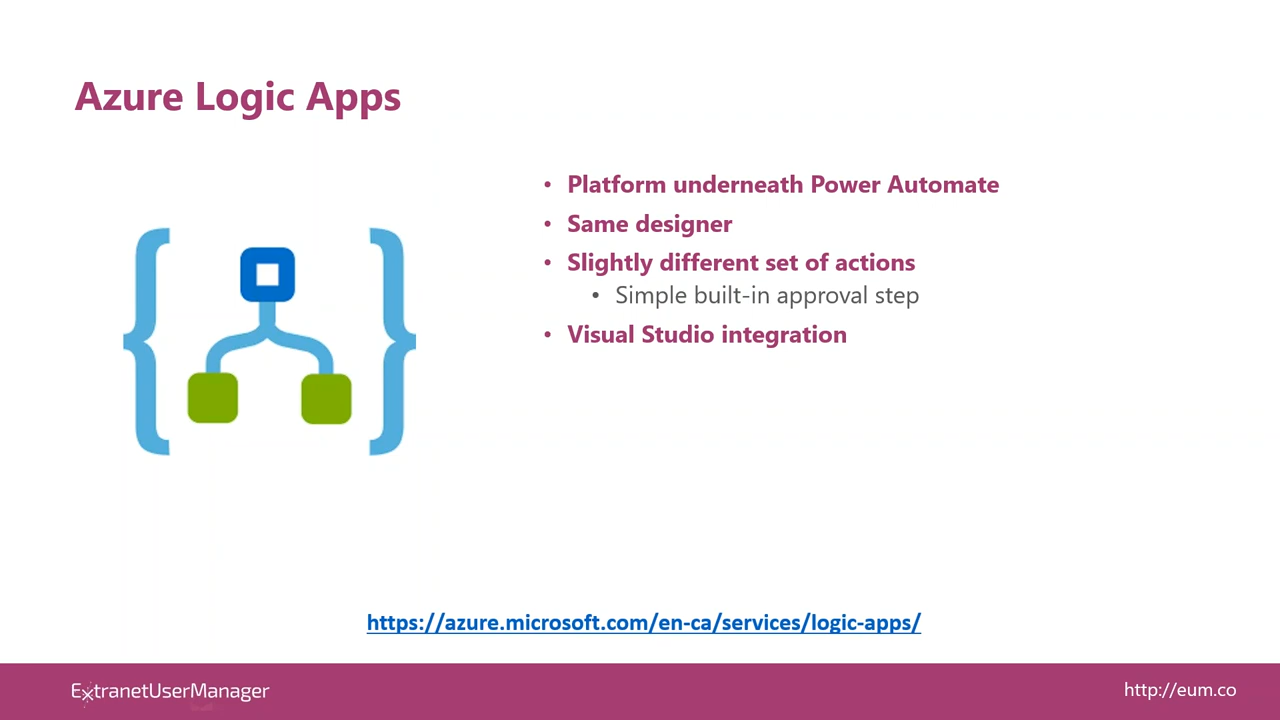 Azure Logic Apps
• Platform underneath Power Automate
• Same designer
• Slightly different set of actions
• Simple built-in approval step
• Visual Studio integration
https://azure.microsoft.com/en-ca/services/logic-apps/
ExtranetUserManager
http://eum.co